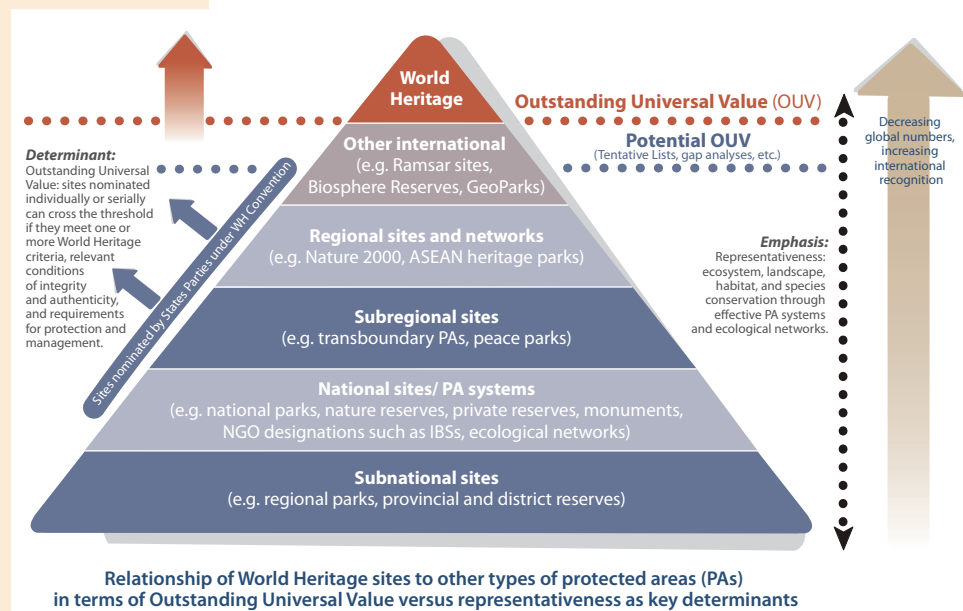 World
Heritage
Outstanding Universal Value (OUV)
Potential OUV
(Tentative Lists, gap analyses, etc.)
Decreasing
global numbers,
increasing
international
recognition
Other international
(e.g. Ramsar sites,
Biosphere Reserves, GeoParks)
Determinant:
Outstanding Universal
Value: sites nominated
individually or serially
can cross the threshold
if they meet one or
more World Heritage
criteria, relevant
conditions
of integrity
and authenticity,
and requirements
for protection and
management.
Sites nominated by States Parties under WH Convention
Regional sites and networks
(e.g. Nature 2000, ASEAN heritage parks)
Emphasis:
Representativeness:
ecosystem, landscape,
habitat, and species
conservation through
effective PA systems
and ecological networks.
Subregional sites
(e.g. transboundary PAs, peace parks)
National sites/ PA systems
(e.g. national parks, nature reserves, private reserves, monuments,
NGO designations such as IBSs, ecological networks)
Subnational sites
(e.g. regional parks, provincial and district reserves)
Relationship of World Heritage sites to other types of protected areas (PAs)
in terms of Outstanding Universal Value versus representativeness as key determinants